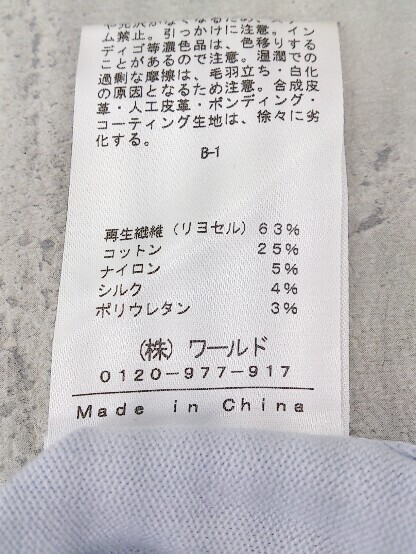 ム禁止。引っかけに注意。イン
ディゴ等濃色品は、色移りする
ことがあるので注意。湿潤での
過剰な摩擦は、毛羽立ち・白化
の原因となるため注意。合成皮
革・人工皮革・ボンディング・
コーティング生地は、徐々に劣
化する。
B-1
再生繊維（リヨセル）63%
コットン 25%
ナイロン 5%
シルク 4%
ポリウレタン 3%
（株）ワールド
0120-977-917
Made in China